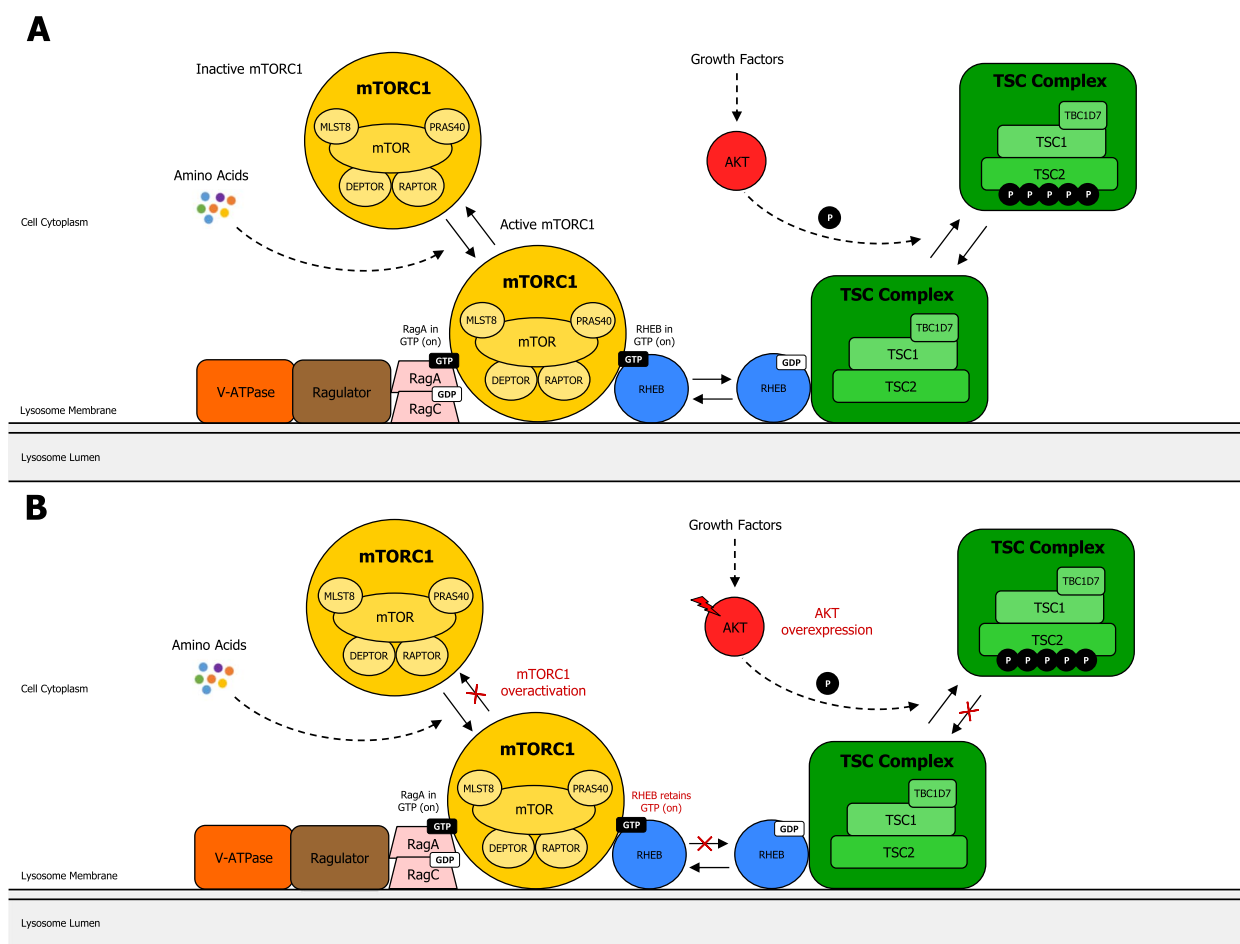 A
Inactive mTORC1
mTORC1
MLST8
PRAS40
mTOR
DEPTOR
RAPTOR
Growth Factors
AKT
P
TSC Complex
TBC1D7
TSC1
TSC2
P P P P P
Amino Acids
Cell Cytoplasm
Active mTORC1
mTORC1
MLST8
PRAS40
mTOR
DEPTOR
RAPTOR
RagA in
GTP (on)
GTP
RagA
GDP
RagC
V-ATPase
Ragulator
RHEB in
GTP (on)
GTP
RHEB
GDP
RHEB
TSC Complex
TBC1D7
TSC1
TSC2
Lysosome Membrane
Lysosome Lumen
B
mTORC1
MLST8
PRAS40
mTOR
DEPTOR
RAPTOR
Growth Factors
AKT
AKT
overexpression
P
TSC Complex
TBC1D7
TSC1
TSC2
P P P P P
Amino Acids
Cell Cytoplasm
mTORC1
overactivation
mTORC1
MLST8
PRAS40
mTOR
DEPTOR
RAPTOR
RagA in
GTP (on)
GTP
RagA
GDP
RagC
V-ATPase
Ragulator
RHEB retains
GTP (on)
GTP
RHEB
GDP
RHEB
TSC Complex
TBC1D7
TSC1
TSC2
Lysosome Membrane
Lysosome Lumen